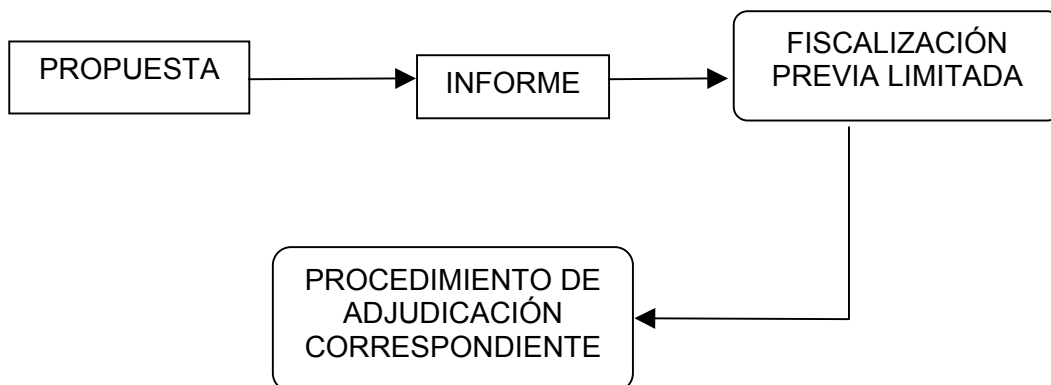 PROPUESTA
INFORME
FISCALIZACIÓN
PREVIA LIMITADA
PROCEDIMIENTO DE
ADJUDICACIÓN
CORRESPONDIENTE